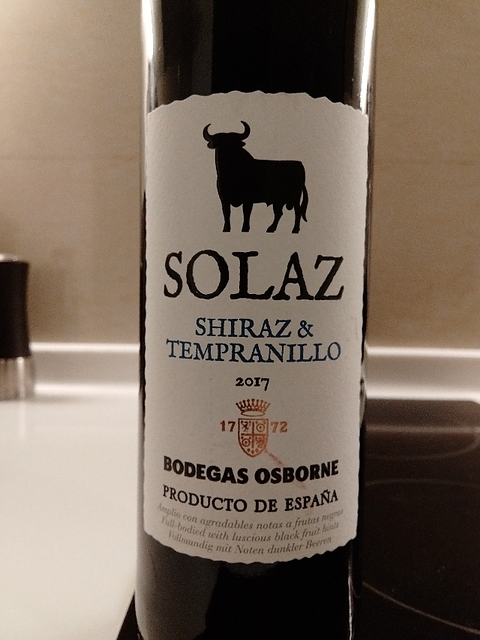 SOLAZ
SHIRAZ &
TEMPRANILLO
2017
17 72
BODEGAS OSBORNE
PRODUCTO DE ESPAÑA
Amplio con agradables notas a frutas negras
Full-bodied with luscious black fruit hints
Vollmundig mit Noten dunkler Beeren